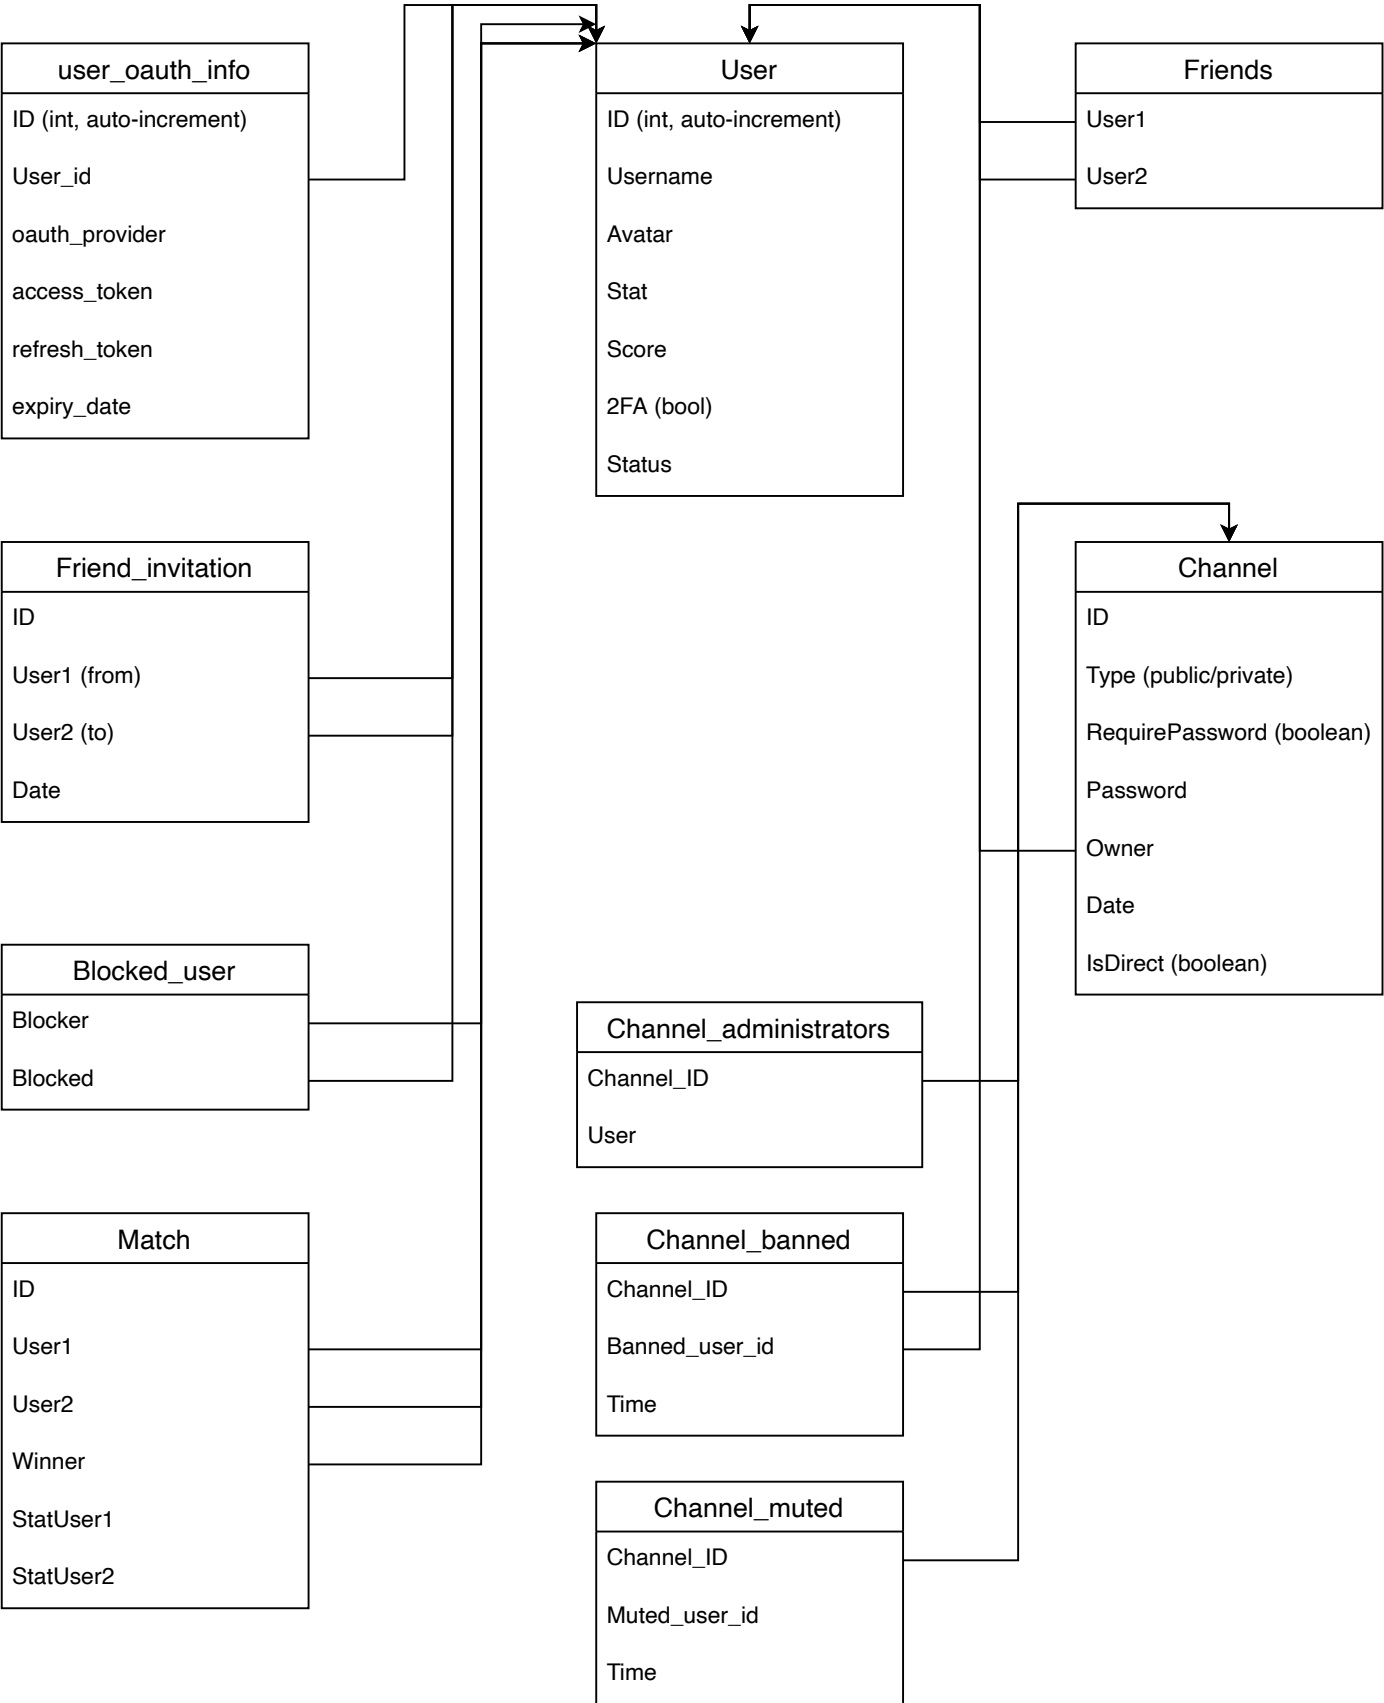 user_oauth_info
ID (int, auto-increment)
User_id
oauth_provider
access_token
refresh_token
expiry_date
User
ID (int, auto-increment)
Username
Avatar
Stat
Score
2FA (bool)
Status
Friends
User1
User2
Friend_invitation
ID
User1 (from)
User2 (to)
Date
Channel
ID
Type (public/private)
RequirePassword (boolean)
Password
Owner
Date
IsDirect (boolean)
Blocked_user
Blocker
Blocked
Channel_administrators
Channel_ID
User
Match
ID
User1
User2
Winner
StatUser1
StatUser2
Channel_banned
Channel_ID
Banned_user_id
Time
Channel_muted
Channel_ID
Muted_user_id
Time